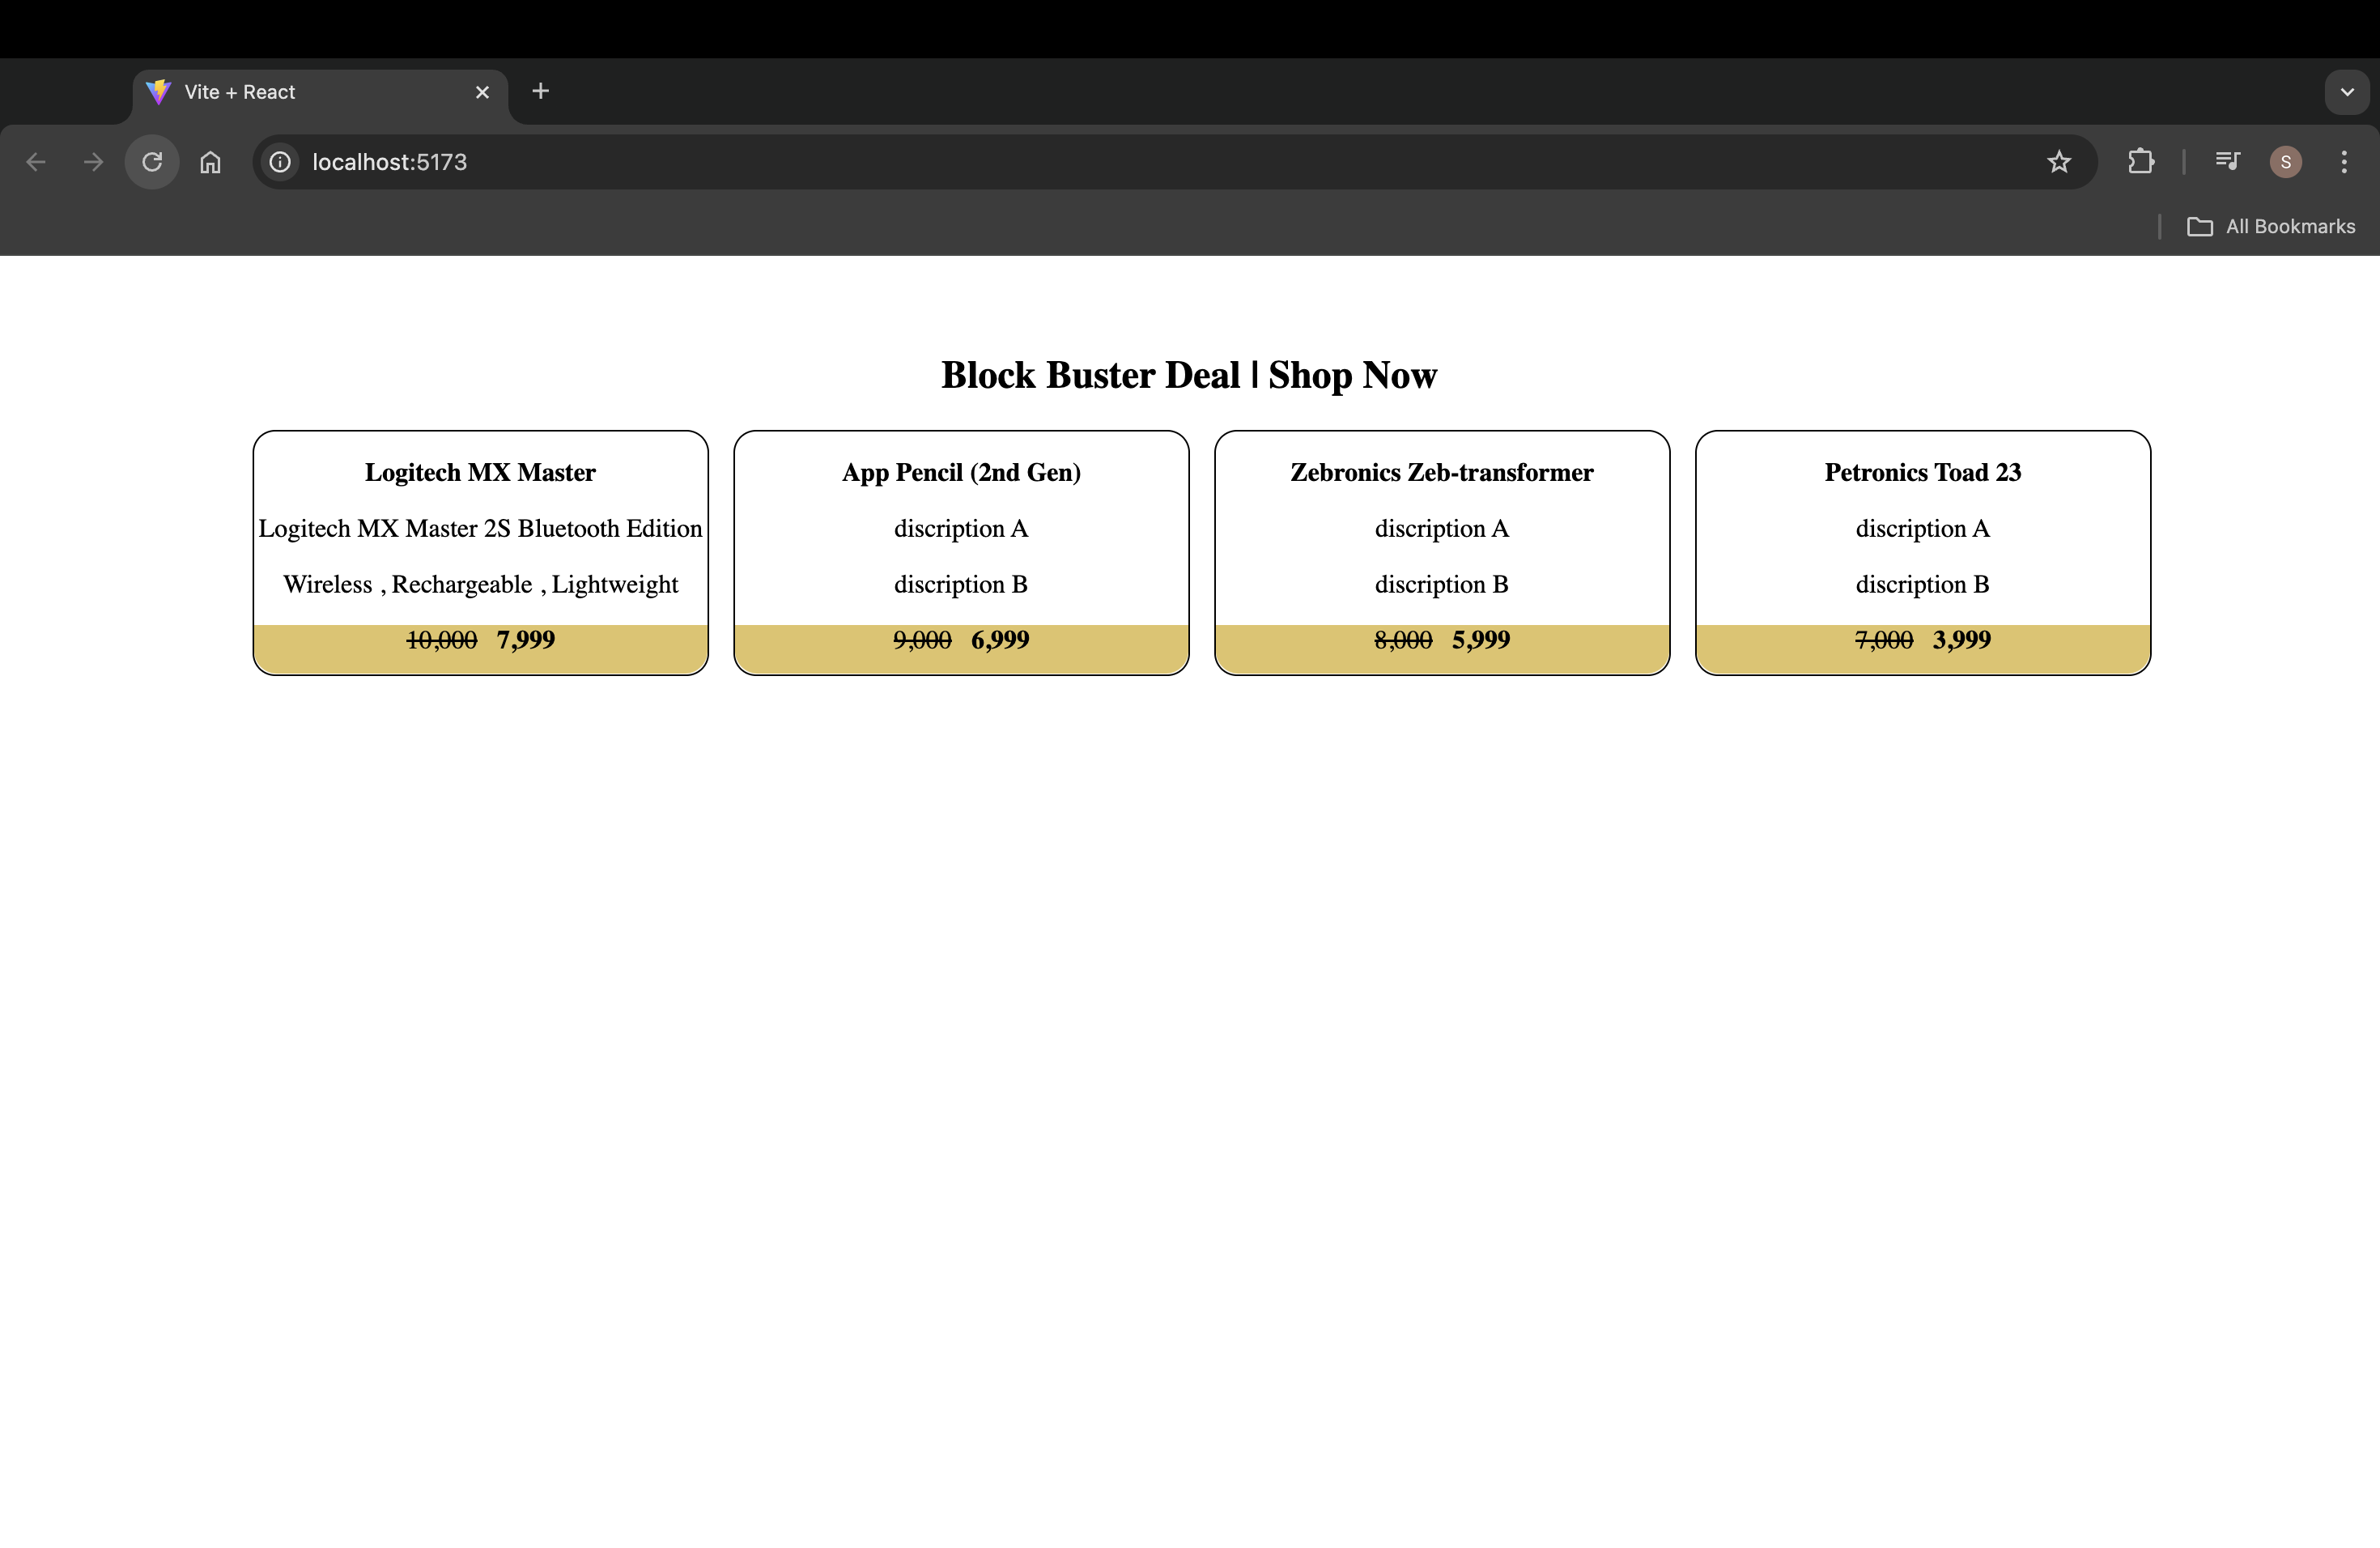 Vite + React
localhost:5173
S
All Bookmarks
Block Buster Deal | Shop Now
Logitech MX Master
Logitech MX Master 2S Bluetooth Edition
Wireless , Rechargeable , Lightweight
10,000 7,999
App Pencil (2nd Gen)
discription A
discription B
9,000 6,999
Zebronics Zeb-transformer
discription A
discription B
8,000 5,999
Petronics Toad 23
discription A
discription B
7,000 3,999